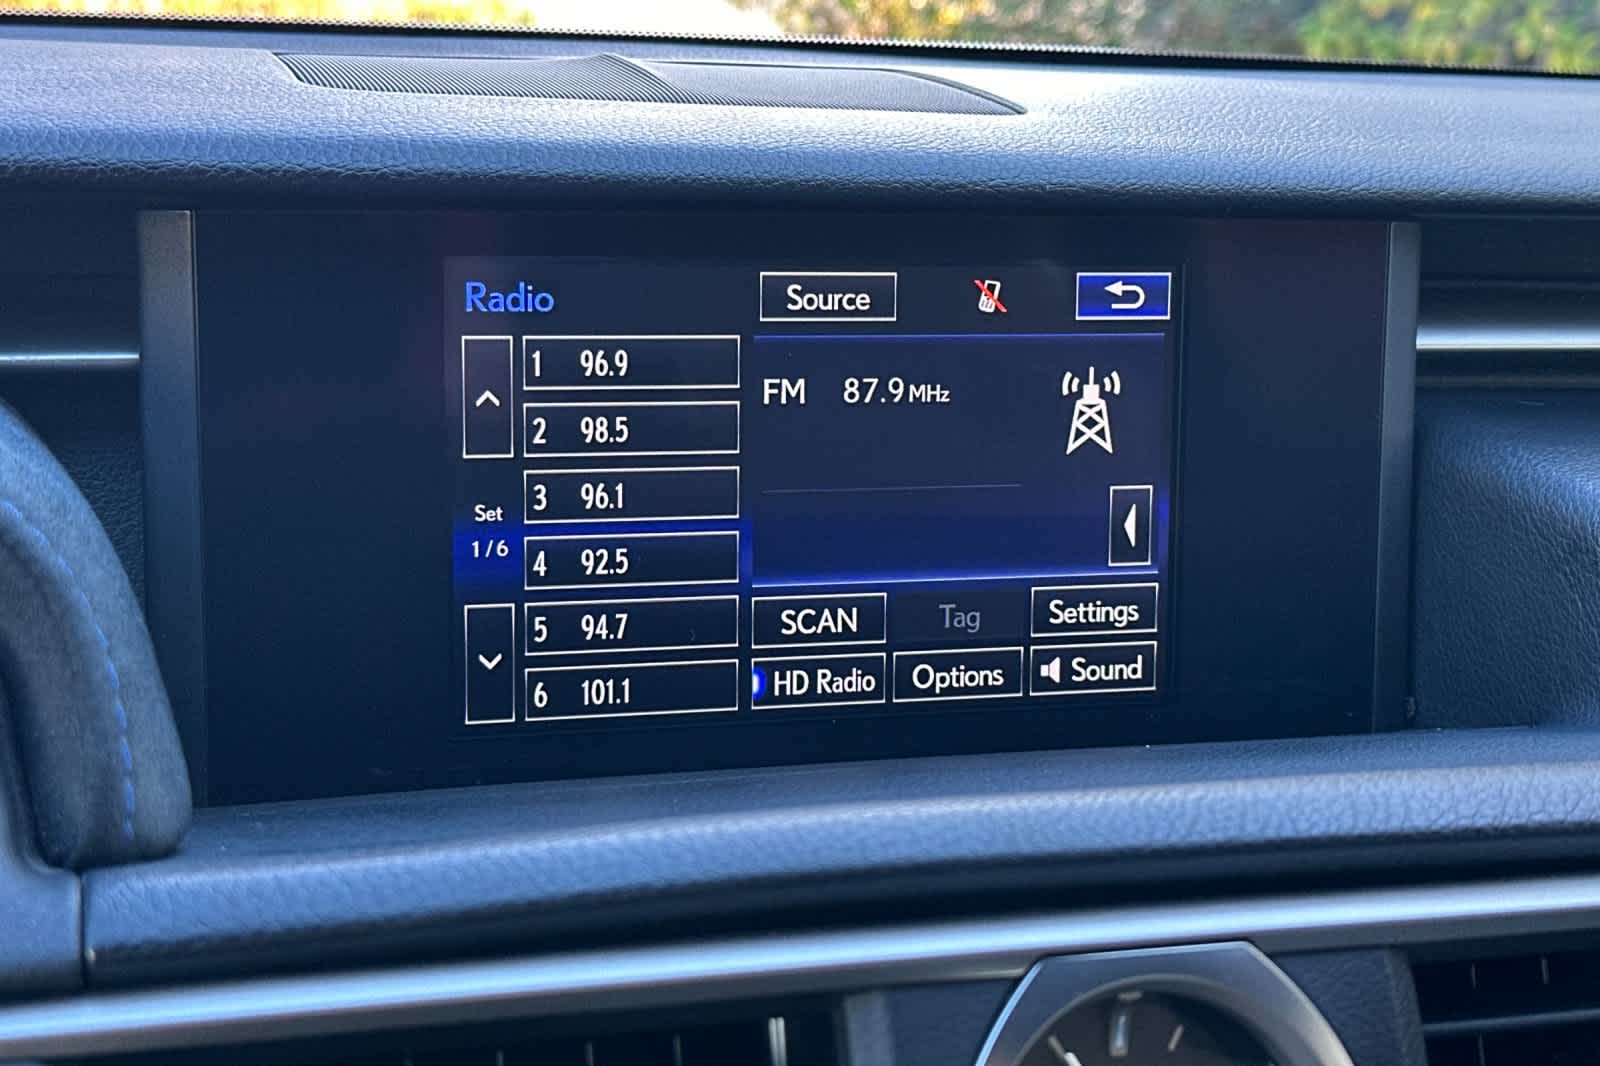 Radio
Source
1 96.9
2 98.5
3 96.1
4 92.5
5 94.7
6 101.1
Set
1/6
FM 87.9 MHz
SCAN
Tag
Settings
HD Radio
Options
Sound